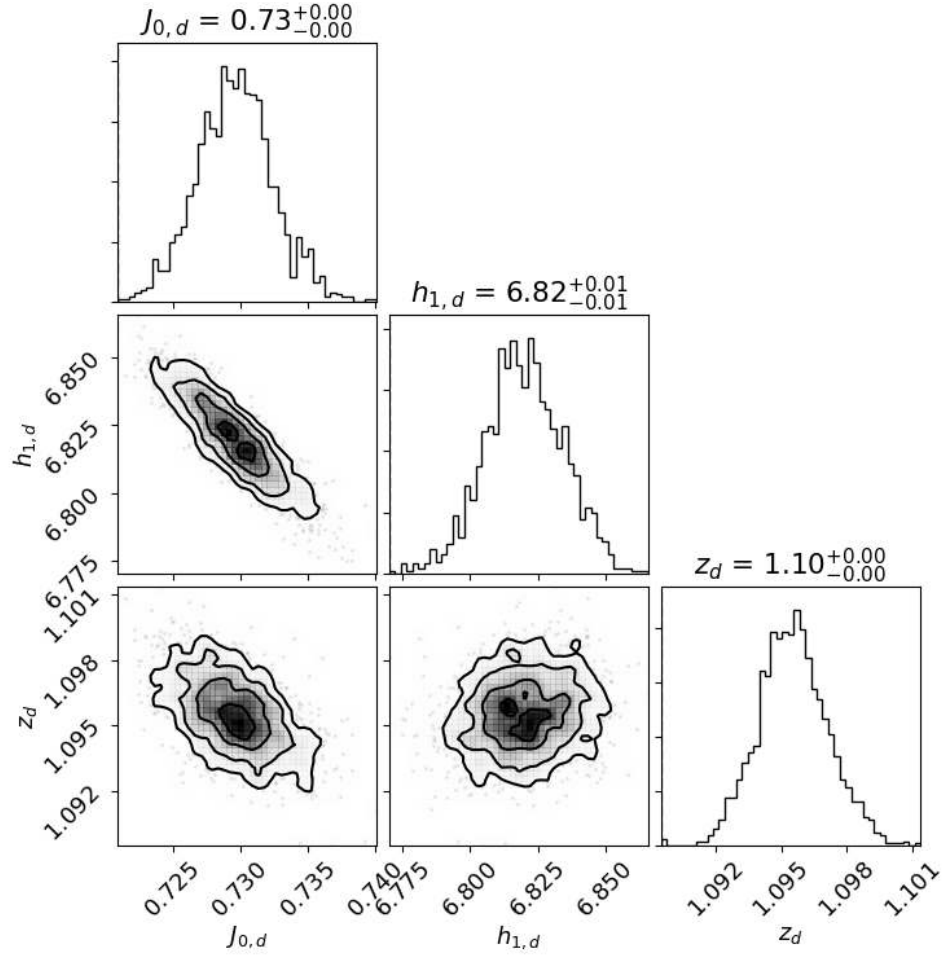 J_{0,d} = 0.73^{+0.00}_{-0.00}
h_{1,d} = 6.82^{+0.01}_{-0.01}
6.850
6.825
6.800
6.775
h_{1,d}
z_d = 1.10^{+0.00}_{-0.00}
1.101
1.098
1.095
1.092
z_d
0.725 0.730 0.735 0.740
6.775 6.800 6.825 6.850
1.092 1.095 1.098 1.101
J_{0,d} h_{1,d} z_d